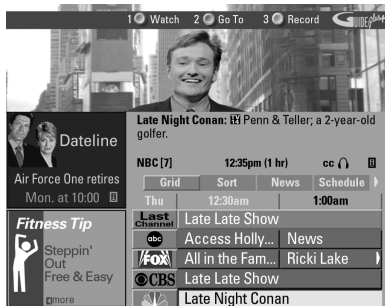 1 Watch 2 Go To 3 Record GUIDE Plus+
Late Night Conan: Penn & Teller; a 2-year-old
golfer.
NBC [7] 12:35pm (1 hr) cc
Dateline
Air Force One retires
Mon. at 10:00
Grid Sort News Schedule
Thu 12:30am 1:00am
Last
Channel Late Late Show
abc Access Holly... News
FOX All in the Fam... Ricki Lake
CBS Late Late Show
Late Night Conan
Fitness Tip
Steppin'
Out
Free & Easy
more